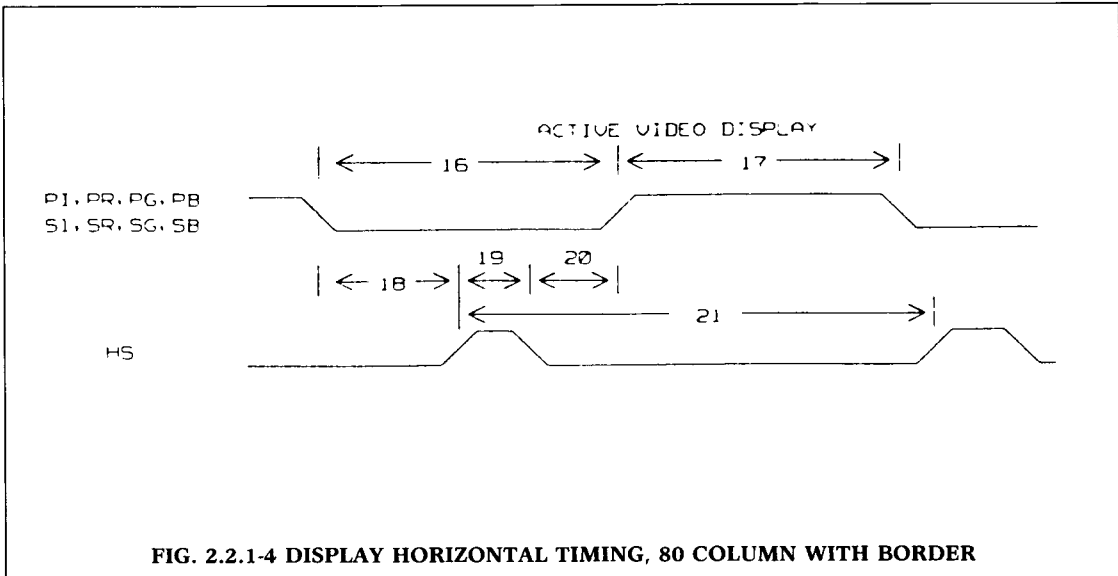 ACTIVE VIDEO DISPLAY
16 17
PI, PR, PG, PB
SI, SR, SG, SB
19 20
18
21
HS
FIG. 2.2.1-4 DISPLAY HORIZONTAL TIMING, 80 COLUMN WITH BORDER